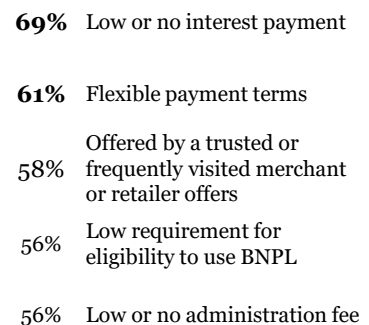 69% Low or no interest payment
61% Flexible payment terms
Offered by a trusted or
58% frequently visited merchant
or retailer offers
Low requirement for
56% eligibility to use BNPL
56% Low or no administration fee